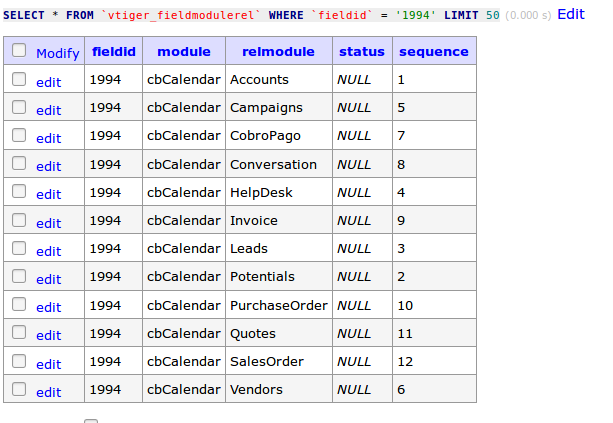 SELECT * FROM `vtiger_fieldmodulerel` WHERE `fieldid` = '1994' LIMIT 50 (0.000 s) Edit
Modify fieldid module relmodule status sequence
edit 1994 cbCalendar Accounts NULL 1
edit 1994 cbCalendar Campaigns NULL 5
edit 1994 cbCalendar CobroPago NULL 7
edit 1994 cbCalendar Conversation NULL 8
edit 1994 cbCalendar HelpDesk NULL 4
edit 1994 cbCalendar Invoice NULL 9
edit 1994 cbCalendar Leads NULL 3
edit 1994 cbCalendar Potentials NULL 2
edit 1994 cbCalendar PurchaseOrder NULL 10
edit 1994 cbCalendar Quotes NULL 11
edit 1994 cbCalendar SalesOrder NULL 12
edit 1994 cbCalendar Vendors NULL 6